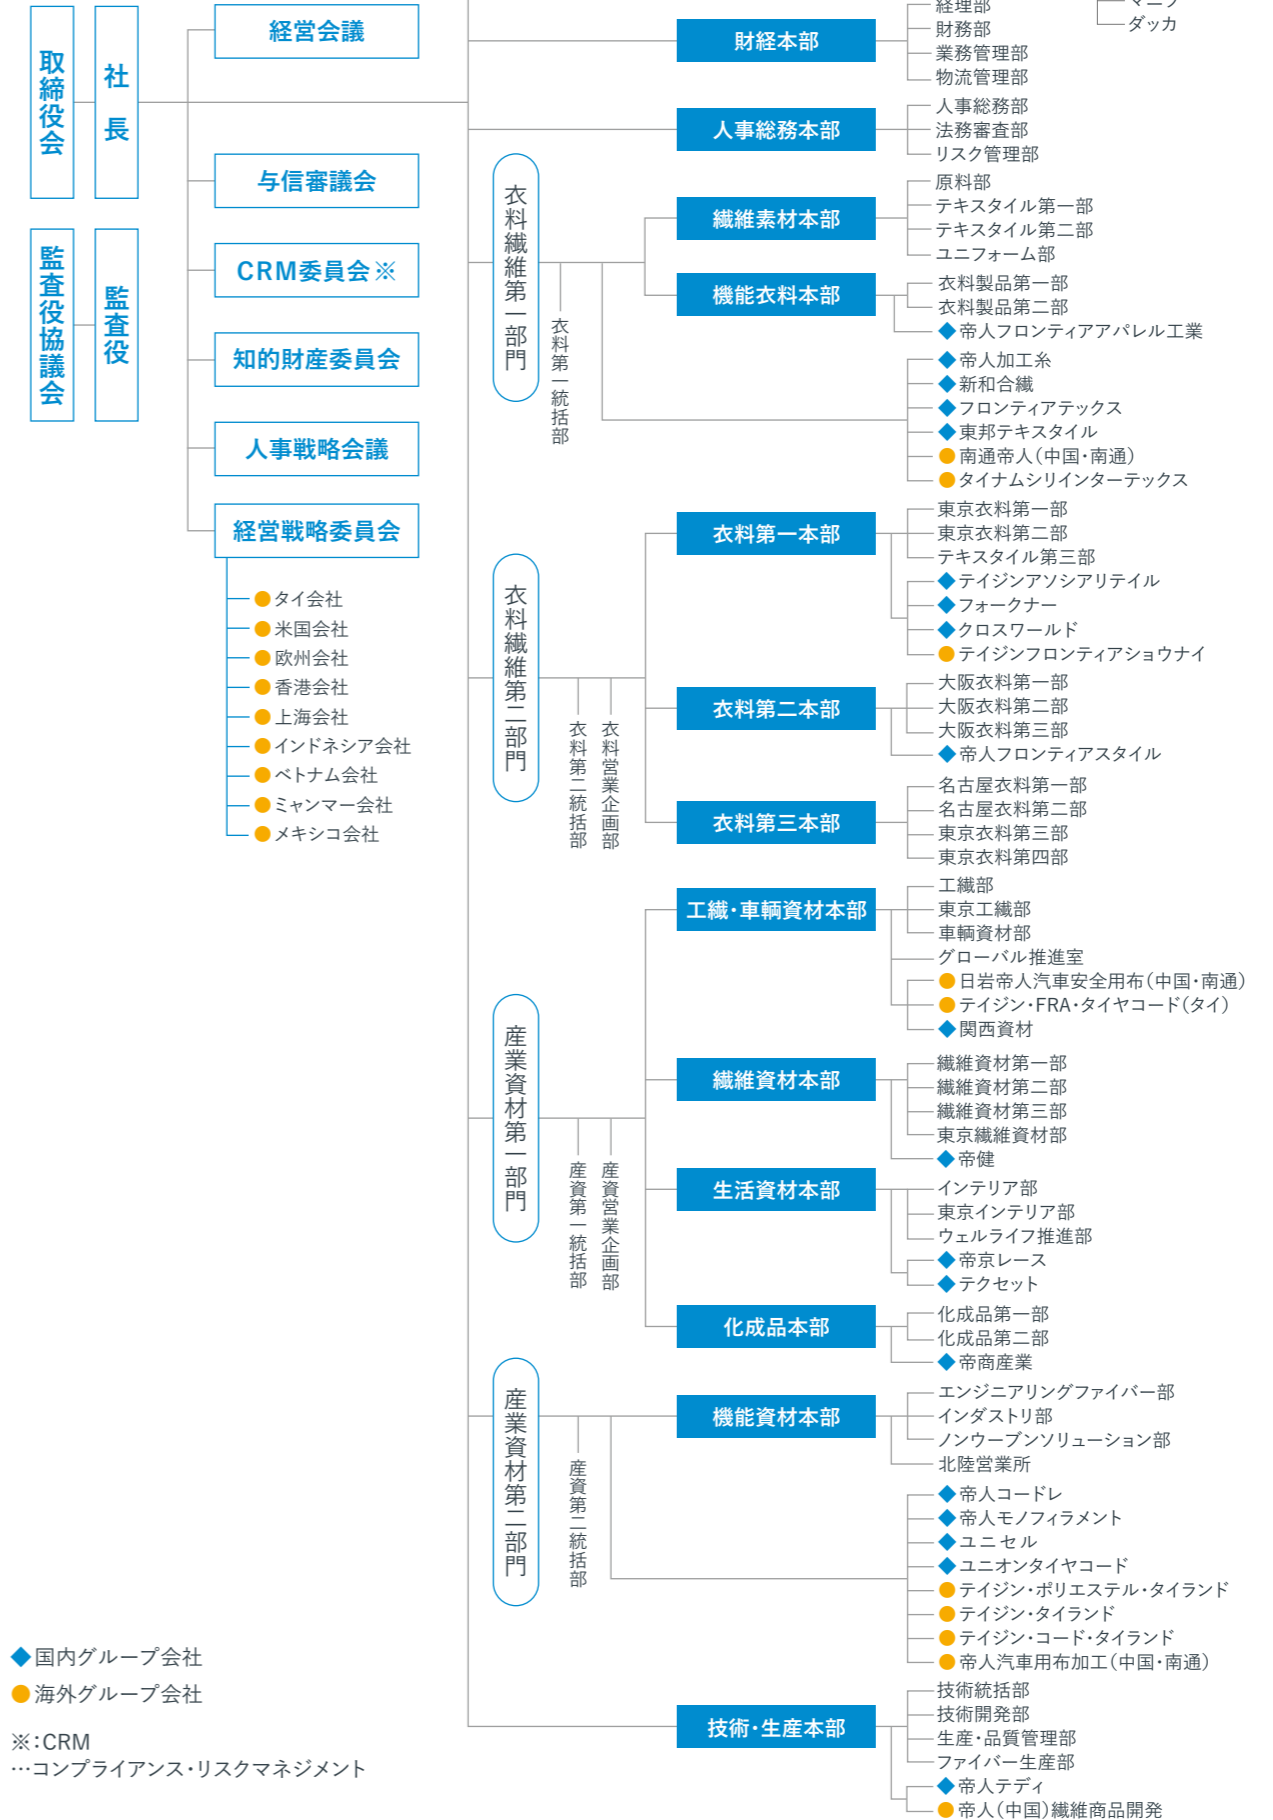 取締役会
社長
監査役協議会
監査役
経営会議
与信審議会
CRM委員会※
知的財産委員会
人事戦略会議
経営戦略委員会
タイ会社
米国会社
欧州会社
香港会社
上海会社
インドネシア会社
ベトナム会社
ミャンマー会社
メキシコ会社
ダッカ
財経本部
経理部
財務部
業務管理部
物流管理部
人事総務本部
人事総務部
法務審査部
リスク管理部
衣料繊維第一部門
衣料第一統括部
繊維素材本部
原料部
テキスタイル第一部
テキスタイル第二部
ユニフォーム部
機能衣料本部
衣料製品第一部
衣料製品第二部
◆帝人フロンティアアパレル工業
◆帝人加工糸
◆新和合繊
◆フロンティアテックス
◆東邦テキスタイル
●南通帝人(中国・南通)
●タイナムシリインターテックス
衣料繊維第二部門
衣料第二統括部
衣料営業企画部
衣料第一本部
東京衣料第一部
東京衣料第二部
テキスタイル第三部
◆テイジンアソシアリテイル
◆フォークナー
◆クロスワールド
●テイジンフロンティアショウナイ
衣料第二本部
大阪衣料第一部
大阪衣料第二部
大阪衣料第三部
◆帝人フロンティアスタイル
衣料第三本部
名古屋衣料第一部
名古屋衣料第二部
東京衣料第三部
東京衣料第四部
産業資材第一部門
産資第一統括部
産資営業企画部
工繊・車輌資材本部
工繊部
東京工繊部
車輌資材部
グローバル推進室
●日岩帝人汽車安全用布(中国・南通)
●テイジン・FRA・タイヤコード(タイ)
◆関西資材
繊維資材本部
繊維資材第一部
繊維資材第二部
繊維資材第三部
東京繊維資材部
◆帝健
生活資材本部
インテリア部
東京インテリア部
ウェルライフ推進部
◆帝京レース
◆テクセット
化成品本部
化成品第一部
化成品第二部
◆帝商産業
産業資材第二部門
産資第二統括部
機能資材本部
エンジニアリングファイバー部
インダストリ部
ノンウーブンソリューション部
北陸営業所
◆帝人コードレ
◆帝人モノフィラメント
◆ユニセル
◆ユニオンタイヤコード
●テイジン・ポリエステル・タイランド
●テイジン・タイランド
●テイジン・コード・タイランド
●帝人汽車用布加工(中国・南通)
技術・生産本部
技術統括部
技術開発部
生産・品質管理部
ファイバー生産部
◆帝人テディ
●帝人(中国)繊維商品開発
◆国内グループ会社
●海外グループ会社
※:CRM
…コンプライアンス・リスクマネジメント